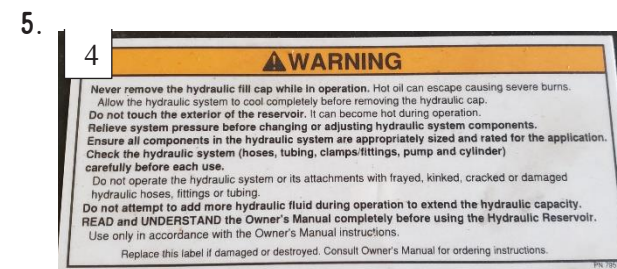 5.
4
WARNING
Never remove the hydraulic fill cap while in operation. Hot oil can escape causing severe burns.
Allow the hydraulic system to cool completely before removing the hydraulic cap.
Do not touch the exterior of the reservoir. It can become hot during operation.
Relieve system pressure before changing or adjusting hydraulic system components.
Ensure all components in the hydraulic system are appropriately sized and rated for the application.
Check the hydraulic system (hoses, tubing, clamps/fittings, pump and cylinder)
carefully before each use.
Do not operate the hydraulic system or its attachments with frayed, kinked, cracked or damaged
hydraulic hoses, fittings or tubing.
Do not attempt to add more hydraulic fluid during operation to extend the hydraulic capacity.
READ and UNDERSTAND the Owner's Manual completely before using the Hydraulic Reservoir.
Use only in accordance with the Owner's Manual instructions.
Replace this label if damaged or destroyed. Consult Owner's Manual for ordering instructions.